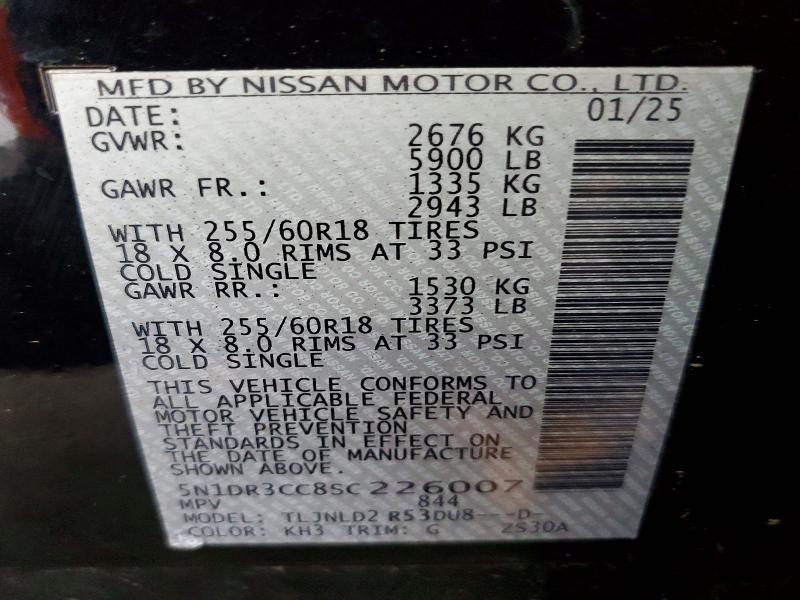 MFD BY NISSAN MOTOR CO., LTD.
DATE: 01/25
GVWR: 2676 KG
5900 LB
GAWR FR.: 1335 KG
2943 LB
WITH 255/60R18 TIRES
18 X 8.0 RIMS AT 33 PSI
COLD SINGLE
GAWR RR.: 1530 KG
3373 LB
WITH 255/60R18 TIRES
18 X 8.0 RIMS AT 33 PSI
COLD SINGLE
THIS VEHICLE CONFORMS TO
ALL APPLICABLE FEDERAL
MOTOR VEHICLE SAFETY AND
THEFT PREVENTION
STANDARDS IN EFFECT ON
THE DATE OF MANUFACTURE
SHOWN ABOVE.
5N1DR3CC8SC226007
MPV 844
MODEL: TLJNLD2 R53DU8---D-
COLOR: KH3 TRIM: G ZS30A